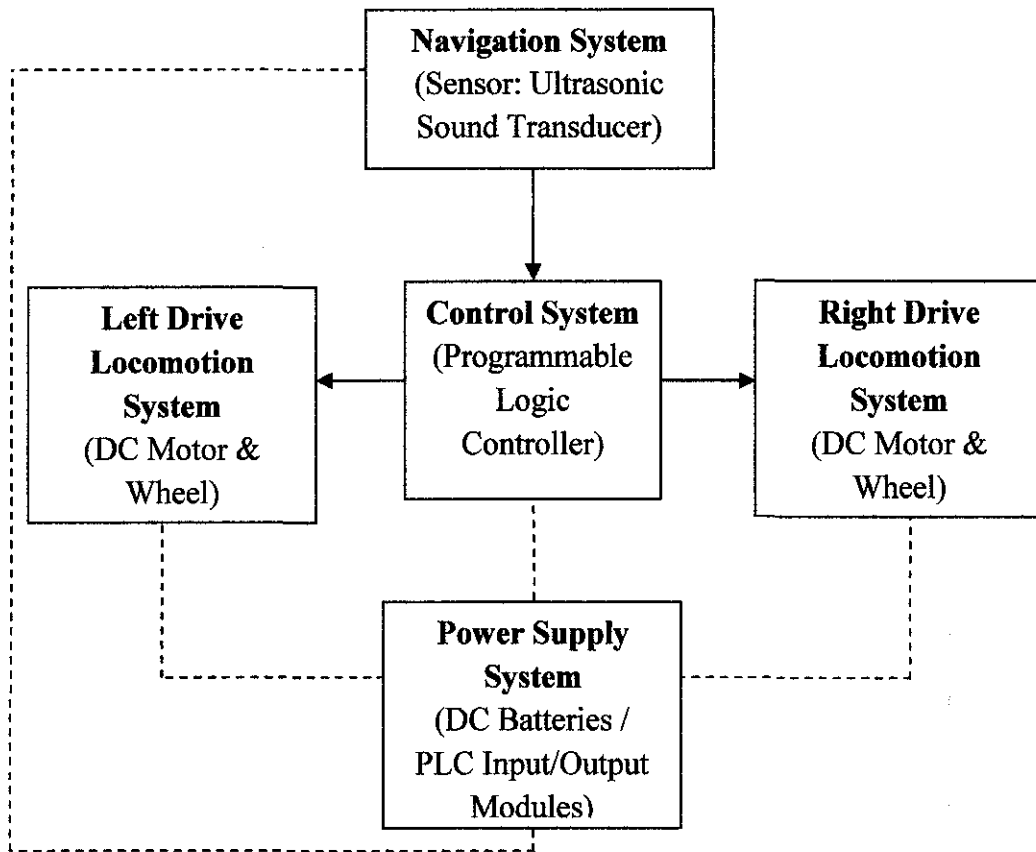 Navigation System
(Sensor: Ultrasonic
Sound Transducer)
Left Drive
Locomotion
System
(DC Motor &
Wheel)
Control System
(Programmable
Logic
Controller)
Right Drive
Locomotion
System
(DC Motor &
Wheel)
Power Supply
System
(DC Batteries /
PLC Input/Output
Modules)